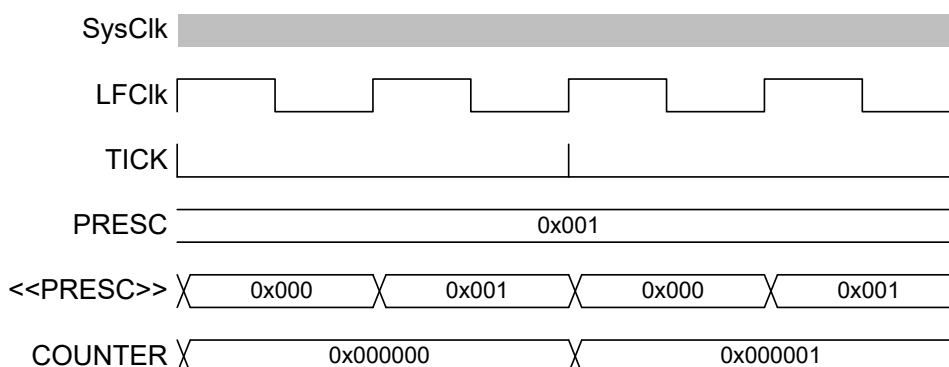 SysClk
LFClk
TICK
PRESC 0x001
<<PRESC>> 0x000 0x001 0x000 0x001
COUNTER 0x000000 0x000001